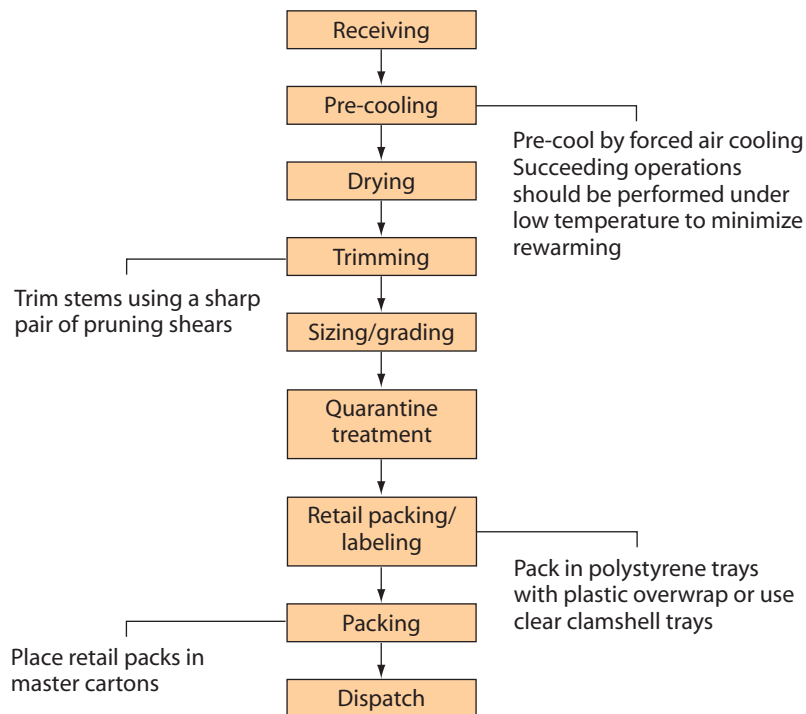 Receiving
Pre-cooling
Pre-cool by forced air cooling
Succeeding operations
should be performed under
low temperature to minimize
rewarming
Drying
Trimming
Trim stems using a sharp
pair of pruning shears
Sizing/grading
Quarantine
treatment
Retail packing/
labeling
Pack in polystyrene trays
with plastic overwrap or use
clear clamshell trays
Packing
Place retail packs in
master cartons
Dispatch